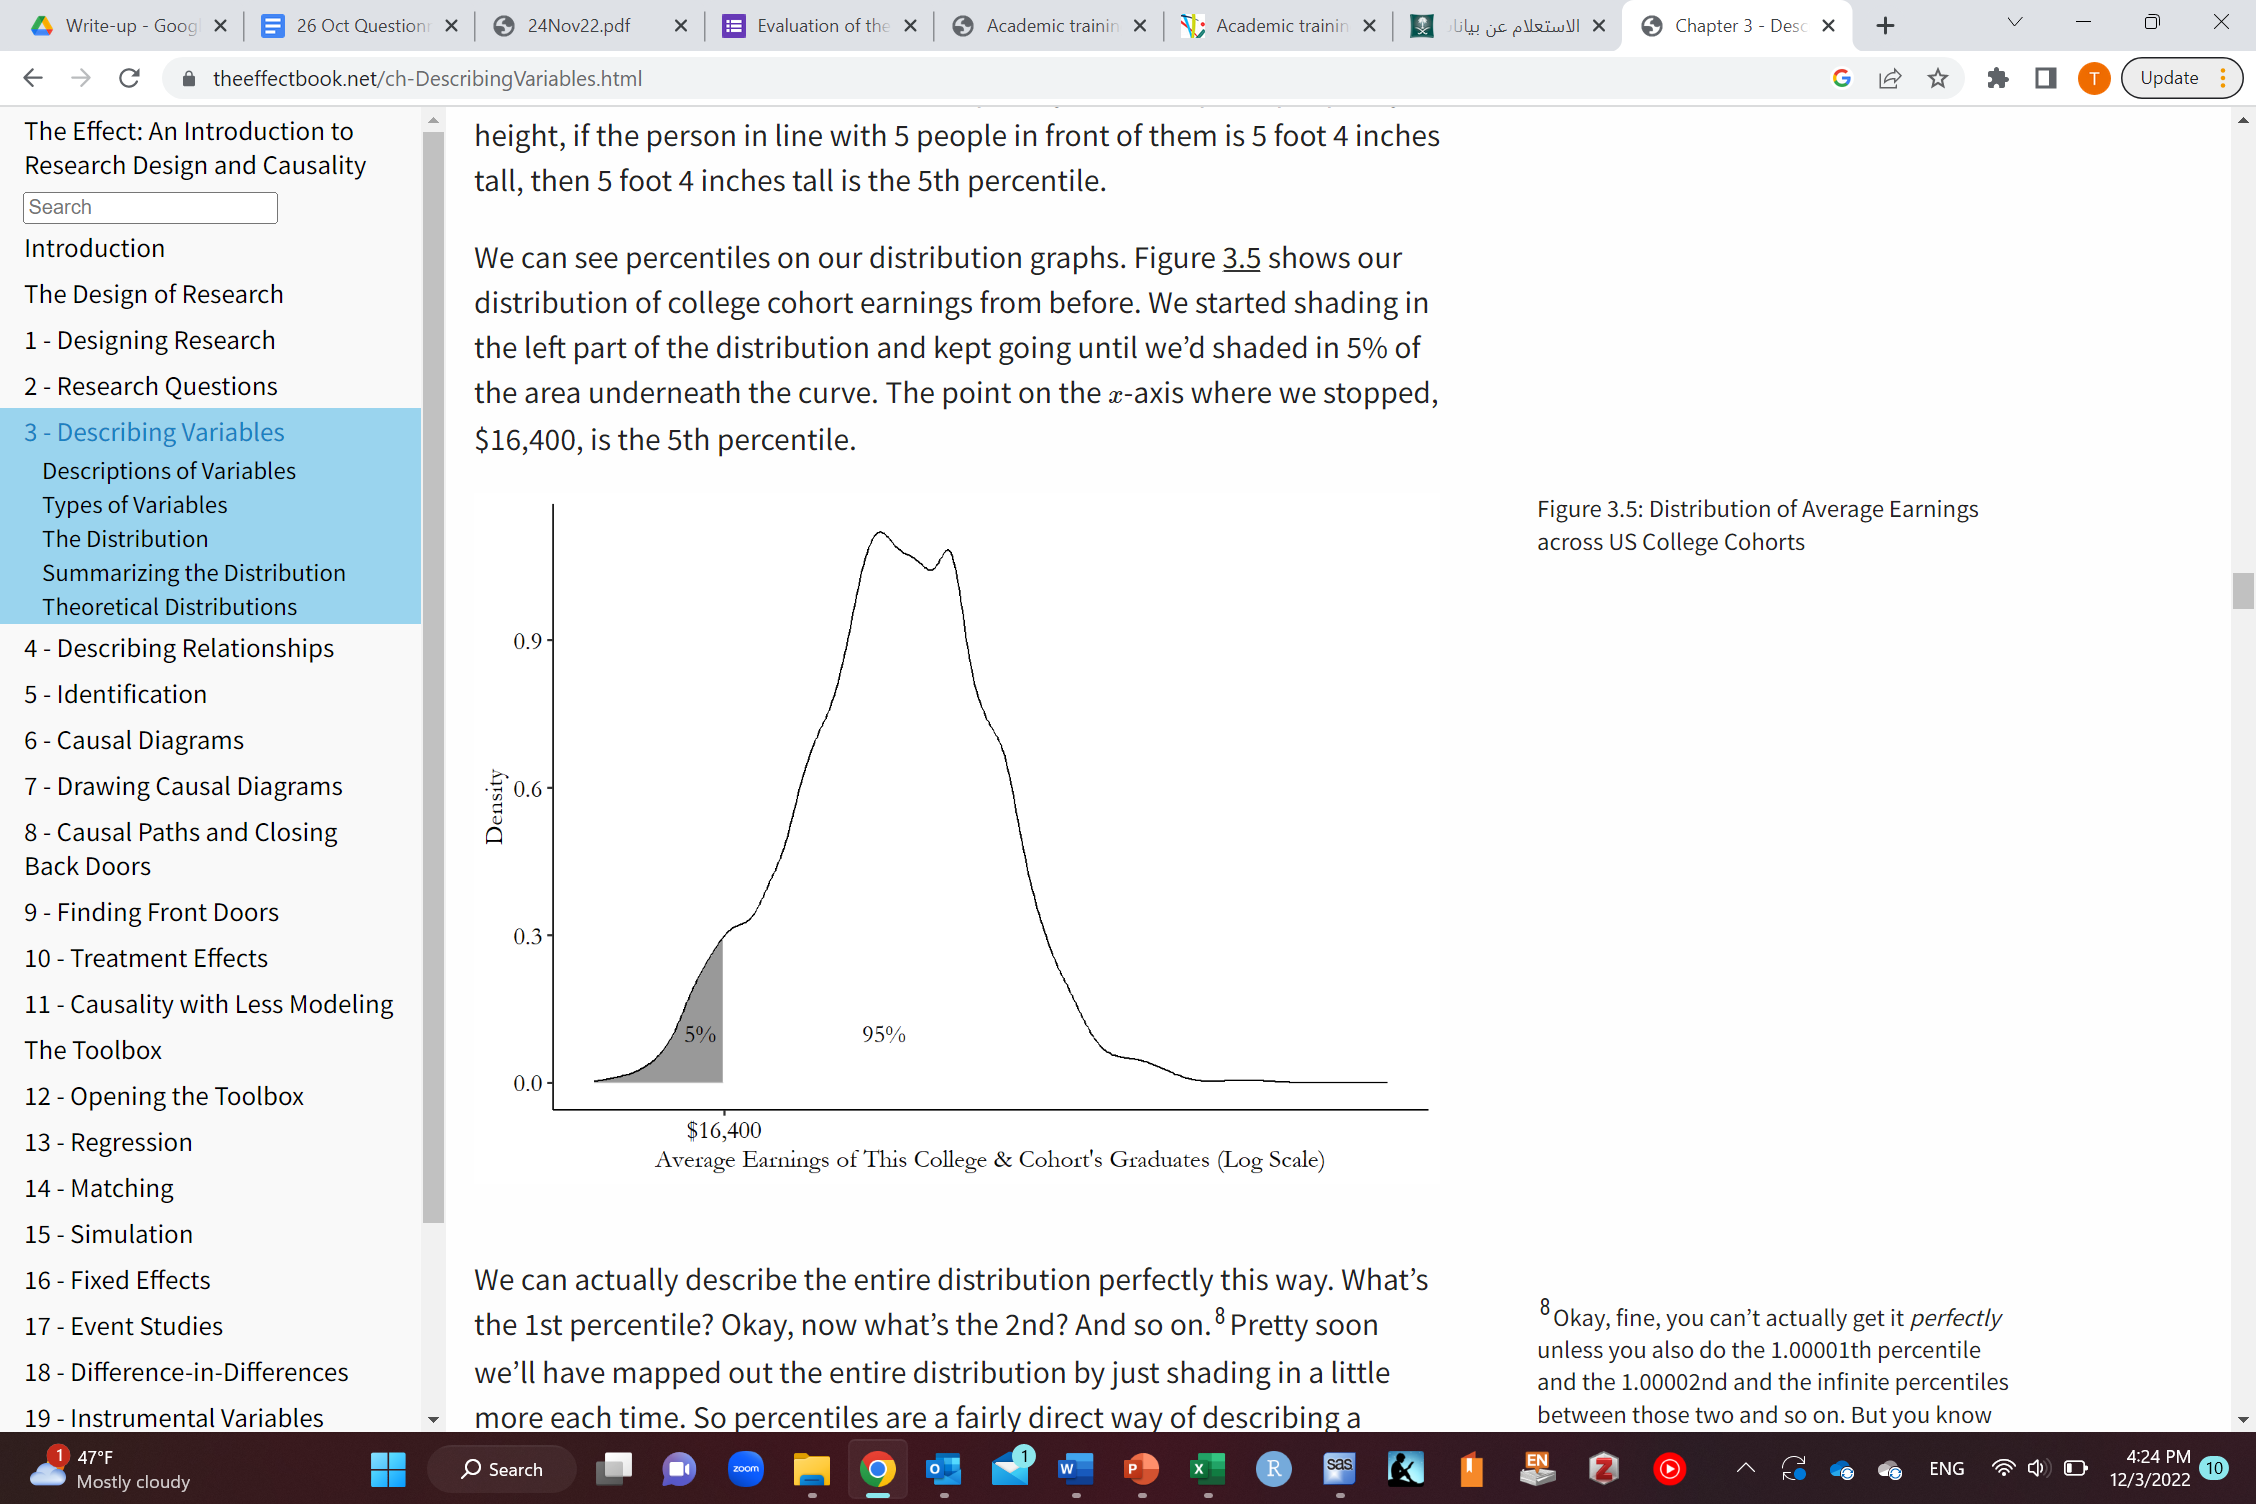 Write-up - Googl
26 Oct Questionn
24Nov22.pdf
Evaluation of the
Academic trainin
Academic trainin
الاستعلام عن بيانا
Chapter 3 - Desc
theeffectbook.net/ch-DescribingVariables.html
G
T
Update
The Effect: An Introduction to
Research Design and Causality
Search
Introduction
The Design of Research
1 - Designing Research
2 - Research Questions
3 - Describing Variables
Descriptions of Variables
Types of Variables
The Distribution
Summarizing the Distribution
Theoretical Distributions
4 - Describing Relationships
5 - Identification
6 - Causal Diagrams
7 - Drawing Causal Diagrams
8 - Causal Paths and Closing
Back Doors
9 - Finding Front Doors
10 - Treatment Effects
11 - Causality with Less Modeling
The Toolbox
12 - Opening the Toolbox
13 - Regression
14 - Matching
15 - Simulation
16 - Fixed Effects
17 - Event Studies
18 - Difference-in-Differences
19 - Instrumental Variables
height, if the person in line with 5 people in front of them is 5 foot 4 inches
tall, then 5 foot 4 inches tall is the 5th percentile.
We can see percentiles on our distribution graphs. Figure 3.5 shows our
distribution of college cohort earnings from before. We started shading in
the left part of the distribution and kept going until we’d shaded in 5% of
the area underneath the curve. The point on the x-axis where we stopped,
$16,400, is the 5th percentile.
Figure 3.5: Distribution of Average Earnings
across US College Cohorts
0.9
0.6
0.3
0.0
Density
5%
95%
$16,400
Average Earnings of This College & Cohort's Graduates (Log Scale)
We can actually describe the entire distribution perfectly this way. What’s
the 1st percentile? Okay, now what’s the 2nd? And so on.8 Pretty soon
we’ll have mapped out the entire distribution by just shading in a little
more each time. So percentiles are a fairly direct way of describing a
8 Okay, fine, you can’t actually get it perfectly
unless you also do the 1.00001th percentile
and the 1.00002nd and the infinite percentiles
between those two and so on. But you know
1
47°F
Mostly cloudy
Search
zoom
O
1
W
P
X
R
sas
EN
Z
ENG
4:24 PM
12/3/2022
10